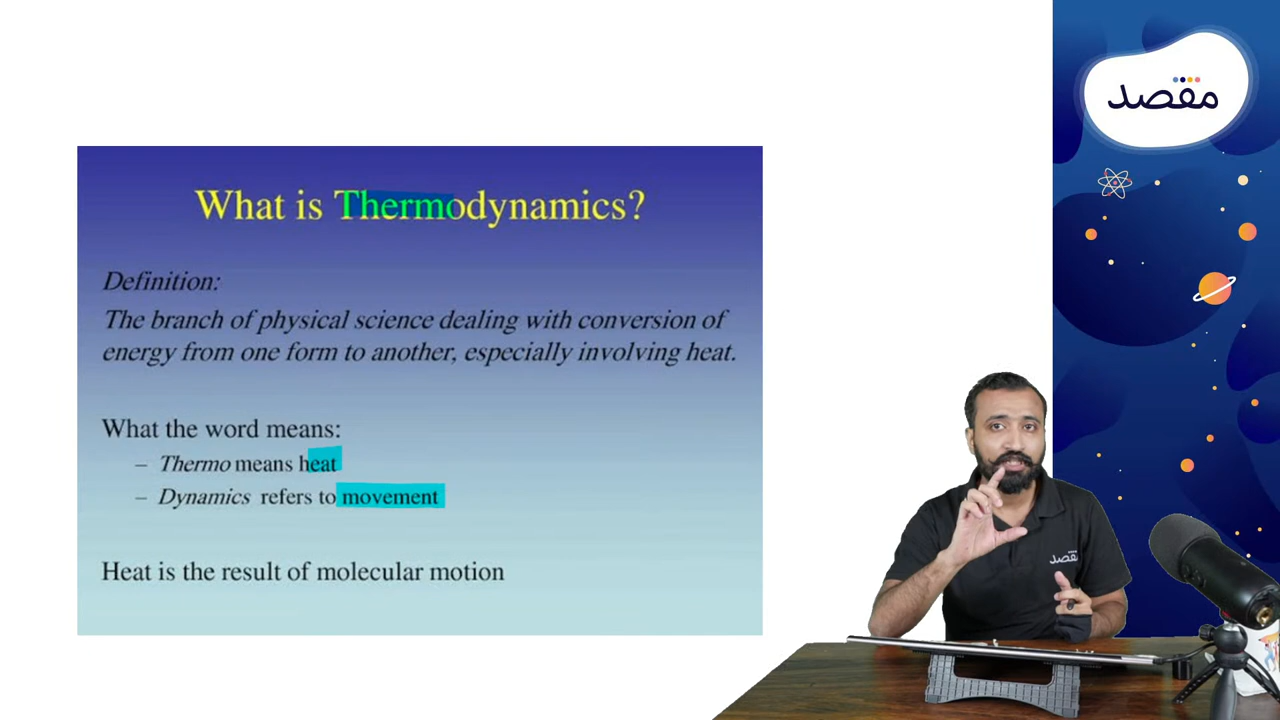 What is Thermodynamics?
Definition:
The branch of physical science dealing with conversion of
energy from one form to another, especially involving heat.
What the word means:
– Thermo means heat
– Dynamics refers to movement
Heat is the result of molecular motion
مقصد
مقصد